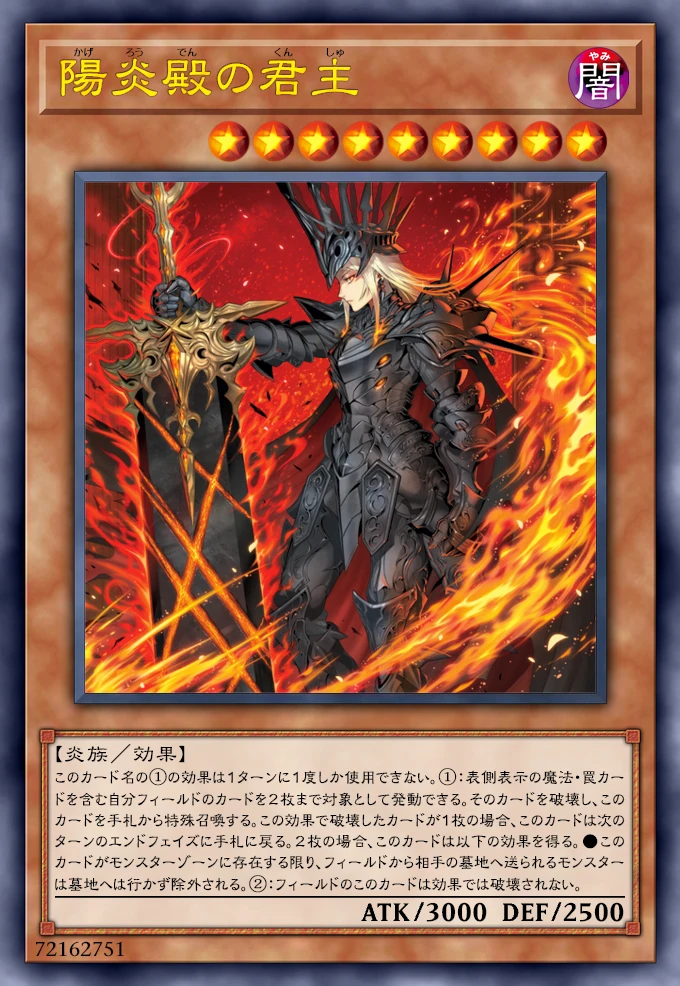 かげ ろう でん くん しゅ
陽炎殿の君主
やみ
闇
【炎族／効果】
このカード名の①の効果は1ターンに1度しか使用できない。①：表側表示の魔法・罠カー
ドを含む自分フィールドのカードを2枚まで対象として発動できる。そのカードを破壊し、この
カードを手札から特殊召喚する。この効果で破壊したカードが1枚の場合、このカードは次の
ターンのエンドフェイズに手札に戻る。2枚の場合、このカードは以下の効果を得る。●この
カードがモンスターゾーンに存在する限り、フィールドから相手の墓地へ送られるモンスター
は墓地へは行かず除外される。②：フィールドのこのカードは効果では破壊されない。
ATK/3000 DEF/2500
72162751